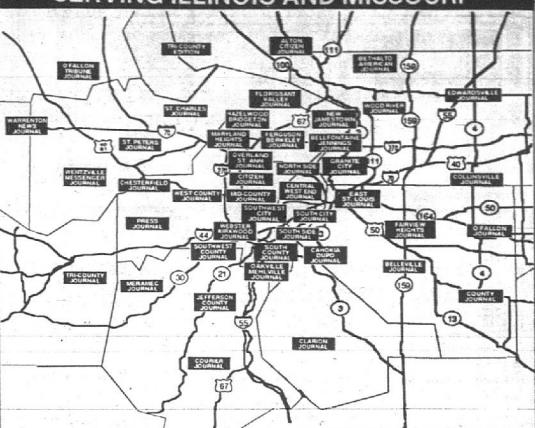 SERVING ILLINOIS AND MISSOURI
TRI-COUNTY
EDITION
ALTON
CITIZEN
JOURNAL
111
O'FALLON
TRIBUNE
JOURNAL
100
BETHALTO
AMERICAN
JOURNAL
159
FLORISSANT
VALLEY
JOURNAL
EDWARDSVILLE
JOURNAL
ST. CHARLES
JOURNAL
HAZELWOOD
BRIDGETON
JOURNAL
67
NEW
JAMESTOWN
JOURNAL
WOOD RIVER
JOURNAL
159
55
4
WARRENTON
NEWS
JOURNAL
70
ST. PETERS
JOURNAL
MARYLAND
HEIGHTS
JOURNAL
FERGUSON
BERKELEY
JOURNAL
BELLFONTAINE
JENNINGS
JOURNAL
270
OVERLAND
ST. ANN
JOURNAL
NORTH SIDE
JOURNAL
GRANITE
CITY
JOURNAL
111
40
WENTZVILLE
MESSENGER
JOURNAL
CHESTERFIELD
JOURNAL
CITIZEN
JOURNAL
COLLINSVILLE
JOURNAL
WEST COUNTY
JOURNAL
MID-COUNTY
JOURNAL
CENTRAL
WEST END
JOURNAL
EAST
ST. LOUIS
JOURNAL
PRESS
JOURNAL
SOUTHWEST
CITY
JOURNAL
SOUTH CITY
JOURNAL
164
50
44
WEBSTER
KIRKWOOD
JOURNAL
SOUTH SIDE
JOURNAL
50
FAIRVIEW
HEIGHTS
JOURNAL
O'FALLON
JOURNAL
SOUTHWEST
COUNTY
JOURNAL
SOUTH
COUNTY
JOURNAL
CAHOKIA
DUPO
JOURNAL
TRI-COUNTY
JOURNAL
MERAMEC
JOURNAL
30
21
OAKVILLE
MEHLVILLE
JOURNAL
BELLEVILLE
JOURNAL
159
4
JEFFERSON
COUNTY
JOURNAL
COUNTY
JOURNAL
55
3
13
CLARION
JOURNAL
COURIER
JOURNAL
67